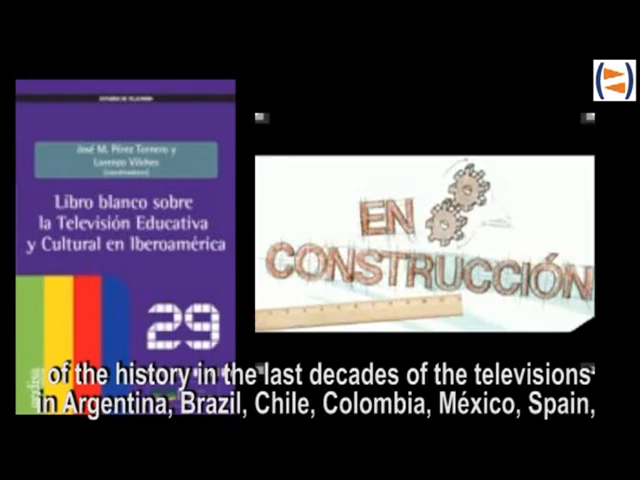 ESTUDIOS DE TELEVISIÓN
José M. Pérez Tornero y
Lorenzo Vilches
(coordinadores)
Libro blanco sobre
la Televisión Educativa
y Cultural en Iberoamérica
29
EN
CONSTRUCCIÓN
of the history in the last decades of the televisions
in Argentina, Brazil, Chile, Colombia, México, Spain,